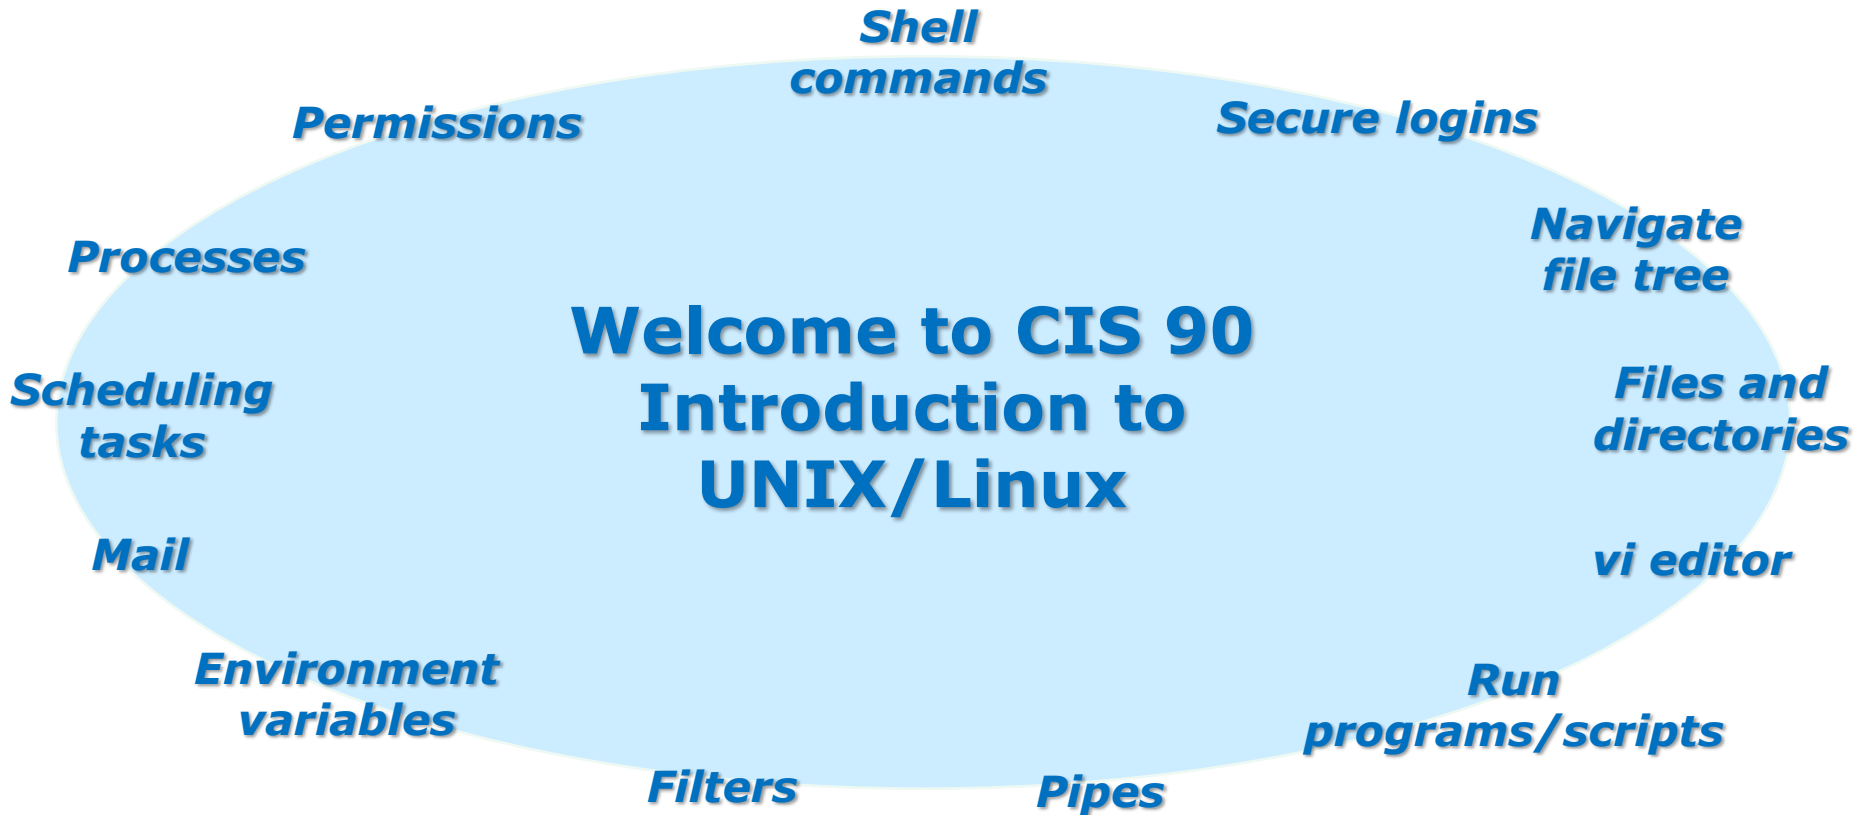 Shell
commands
Permissions
Secure logins
Navigate
file tree
Processes
Welcome to CIS 90
Introduction to
UNIX/Linux
Scheduling
tasks
Files and
directories
Mail
vi editor
Environment
variables
Run
programs/scripts
Filters
Pipes